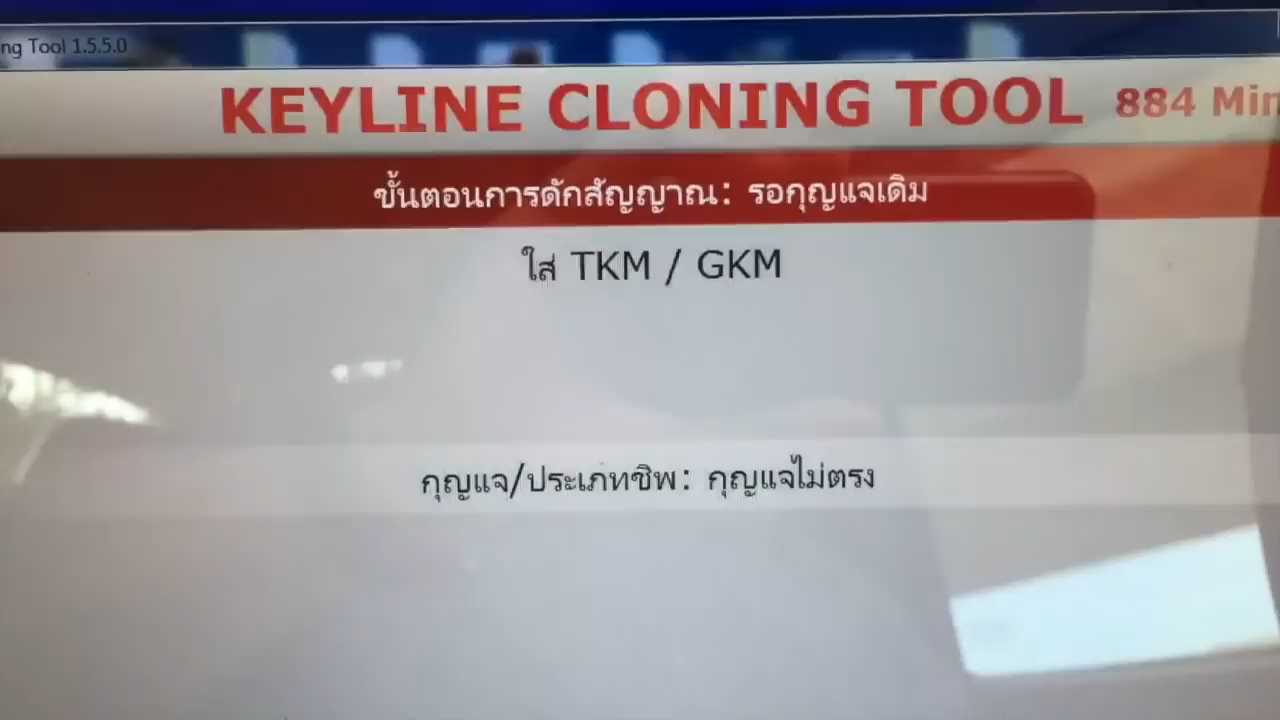 ng Tool 1.5.5.0
KEYLINE CLONING TOOL 884 Min
ขั้นตอนการดักสัญญาณ: รอกุญแจเดิม
ใส่ TKM / GKM
กุญแจ/ประเภทชิพ: กุญแจไม่ตรง